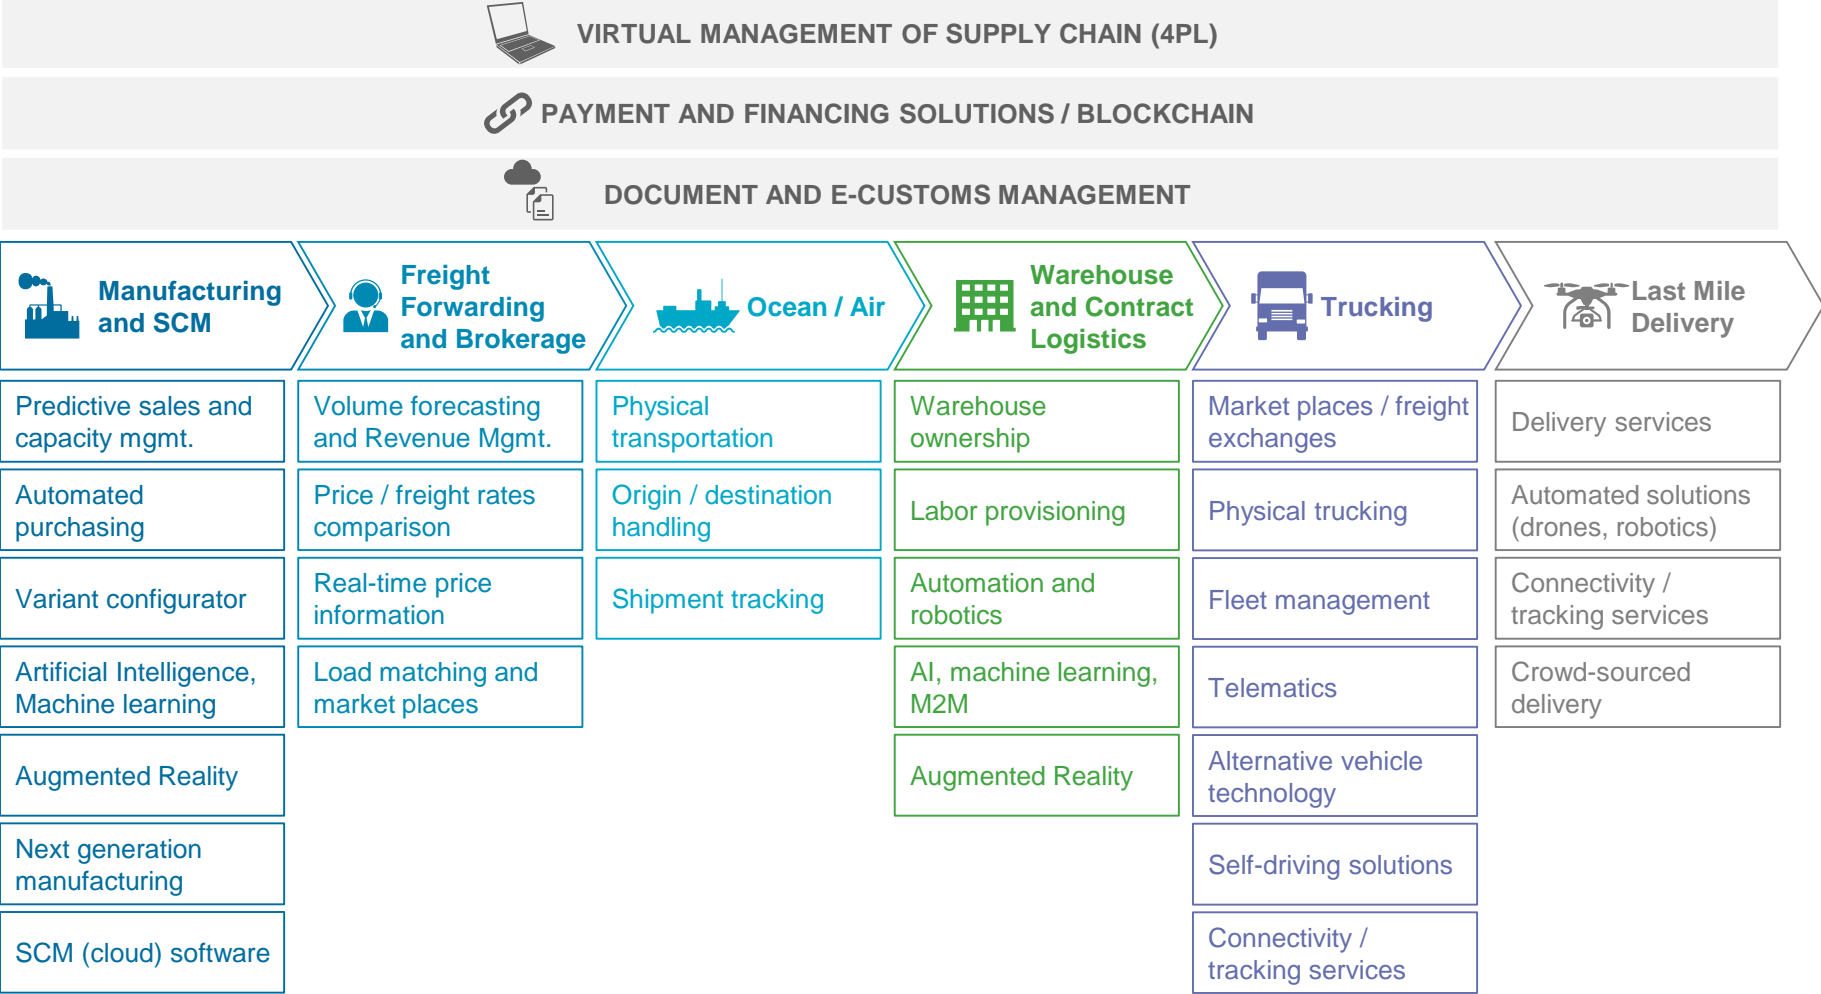 VIRTUAL MANAGEMENT OF SUPPLY CHAIN (4PL)
PAYMENT AND FINANCING SOLUTIONS / BLOCKCHAIN
DOCUMENT AND E-CUSTOMS MANAGEMENT
Manufacturing
and SCM
Predictive sales and
capacity mgmt.
Automated
purchasing
Variant configurator
Artificial Intelligence,
Machine learning
Augmented Reality
Next generation
manufacturing
SCM (cloud) software
Freight
Forwarding
and Brokerage
Volume forecasting
and Revenue Mgmt.
Price / freight rates
comparison
Real-time price
information
Load matching and
market places
Ocean / Air
Physical
transportation
Origin / destination
handling
Shipment tracking
Warehouse
and Contract
Logistics
Warehouse
ownership
Labor provisioning
Automation and
robotics
AI, machine learning,
M2M
Augmented Reality
Trucking
Market places / freight
exchanges
Physical trucking
Fleet management
Telematics
Alternative vehicle
technology
Self-driving solutions
Connectivity /
tracking services
Last Mile
Delivery
Delivery services
Automated solutions
(drones, robotics)
Connectivity /
tracking services
Crowd-sourced
delivery